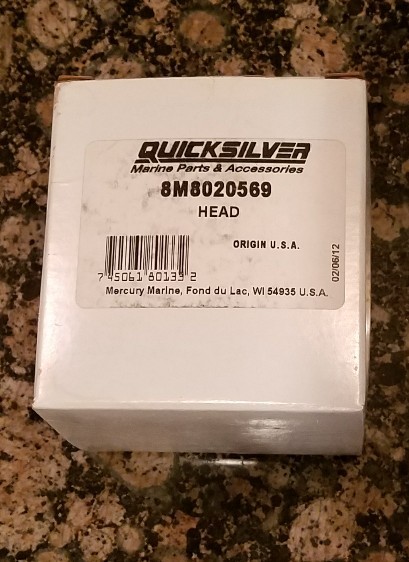 QUICKSILVER
Marine Parts & Accessories
8M8020569
HEAD
ORIGIN U.S.A.
7 45061 80133 2
02/06/12
Mercury Marine, Fond du Lac, WI 54935 U.S.A.